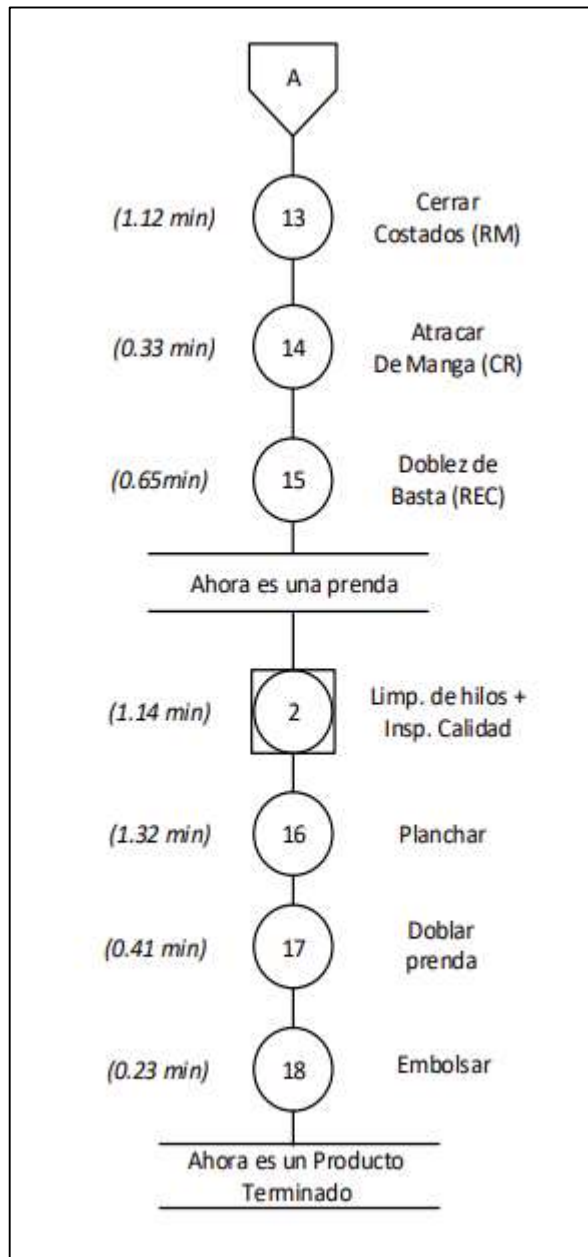 A
(1.12 min)
13
Cerrar
Costados (RM)
(0.33 min)
14
Atracar
De Manga (CR)
(0.65min)
15
Doblez de
Basta (REC)
Ahora es una prenda
(1.14 min)
2
Limp. de hilos +
Insp. Calidad
(1.32 min)
16
Planchar
(0.41 min)
17
Doblar
prenda
(0.23 min)
18
Embolsar
Ahora es un Producto
Terminado